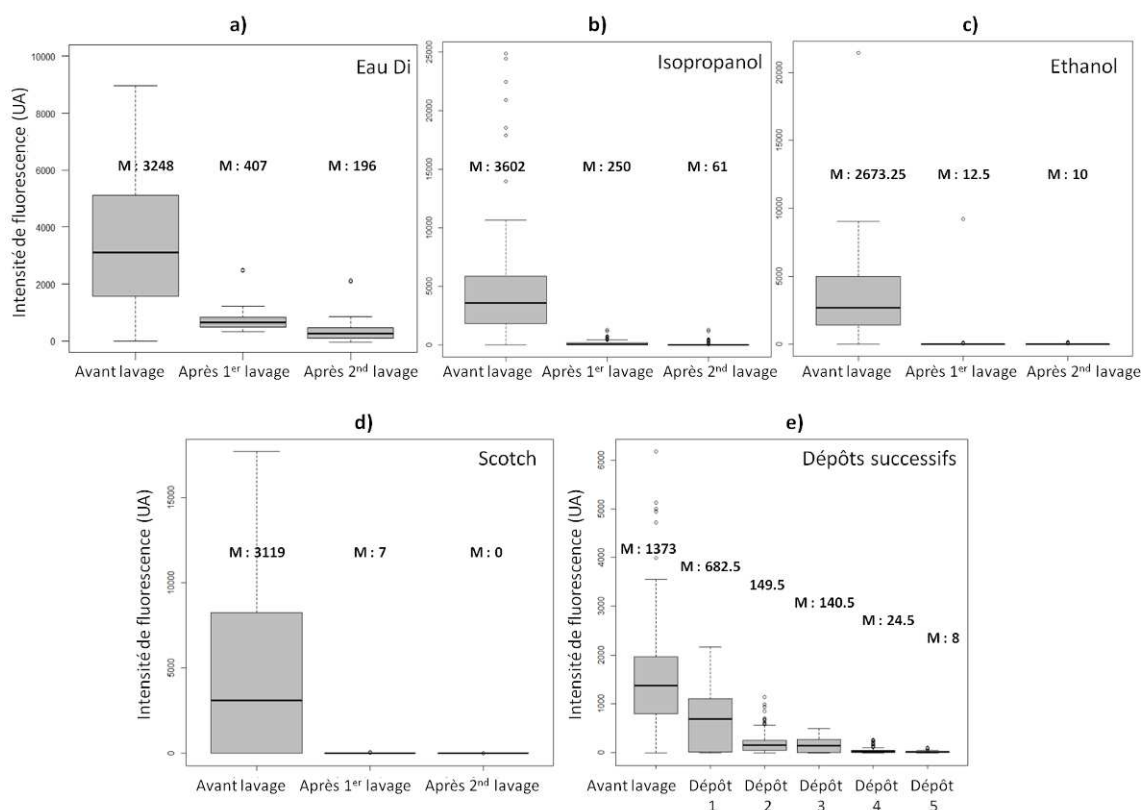 a)
Eau Di
Intensité de fluorescence (UA)
10000
8000
6000
4000
2000
0
M : 3248
M : 407
M : 196
Avant lavage
Après 1er lavage
Après 2nd lavage
b)
Isopropanol
25000
20000
15000
10000
5000
0
M : 3602
M : 250
M : 61
Avant lavage
Après 1er lavage
Après 2nd lavage
c)
Ethanol
20000
15000
10000
5000
0
M : 2673.25
M : 12.5
M : 10
Avant lavage
Après 1er lavage
Après 2nd lavage
d)
Scotch
Intensité de fluorescence (UA)
15000
10000
5000
0
M : 3119
M : 7
M : 0
Avant lavage
Après 1er lavage
Après 2nd lavage
e)
Dépôts successifs
Intensité de fluorescence (UA)
6000
5000
4000
3000
2000
1000
0
M : 1373
M : 682.5
149.5
M : 140.5
M : 24.5
M : 8
Avant lavage
Dépôt 1
Dépôt 2
Dépôt 3
Dépôt 4
Dépôt 5